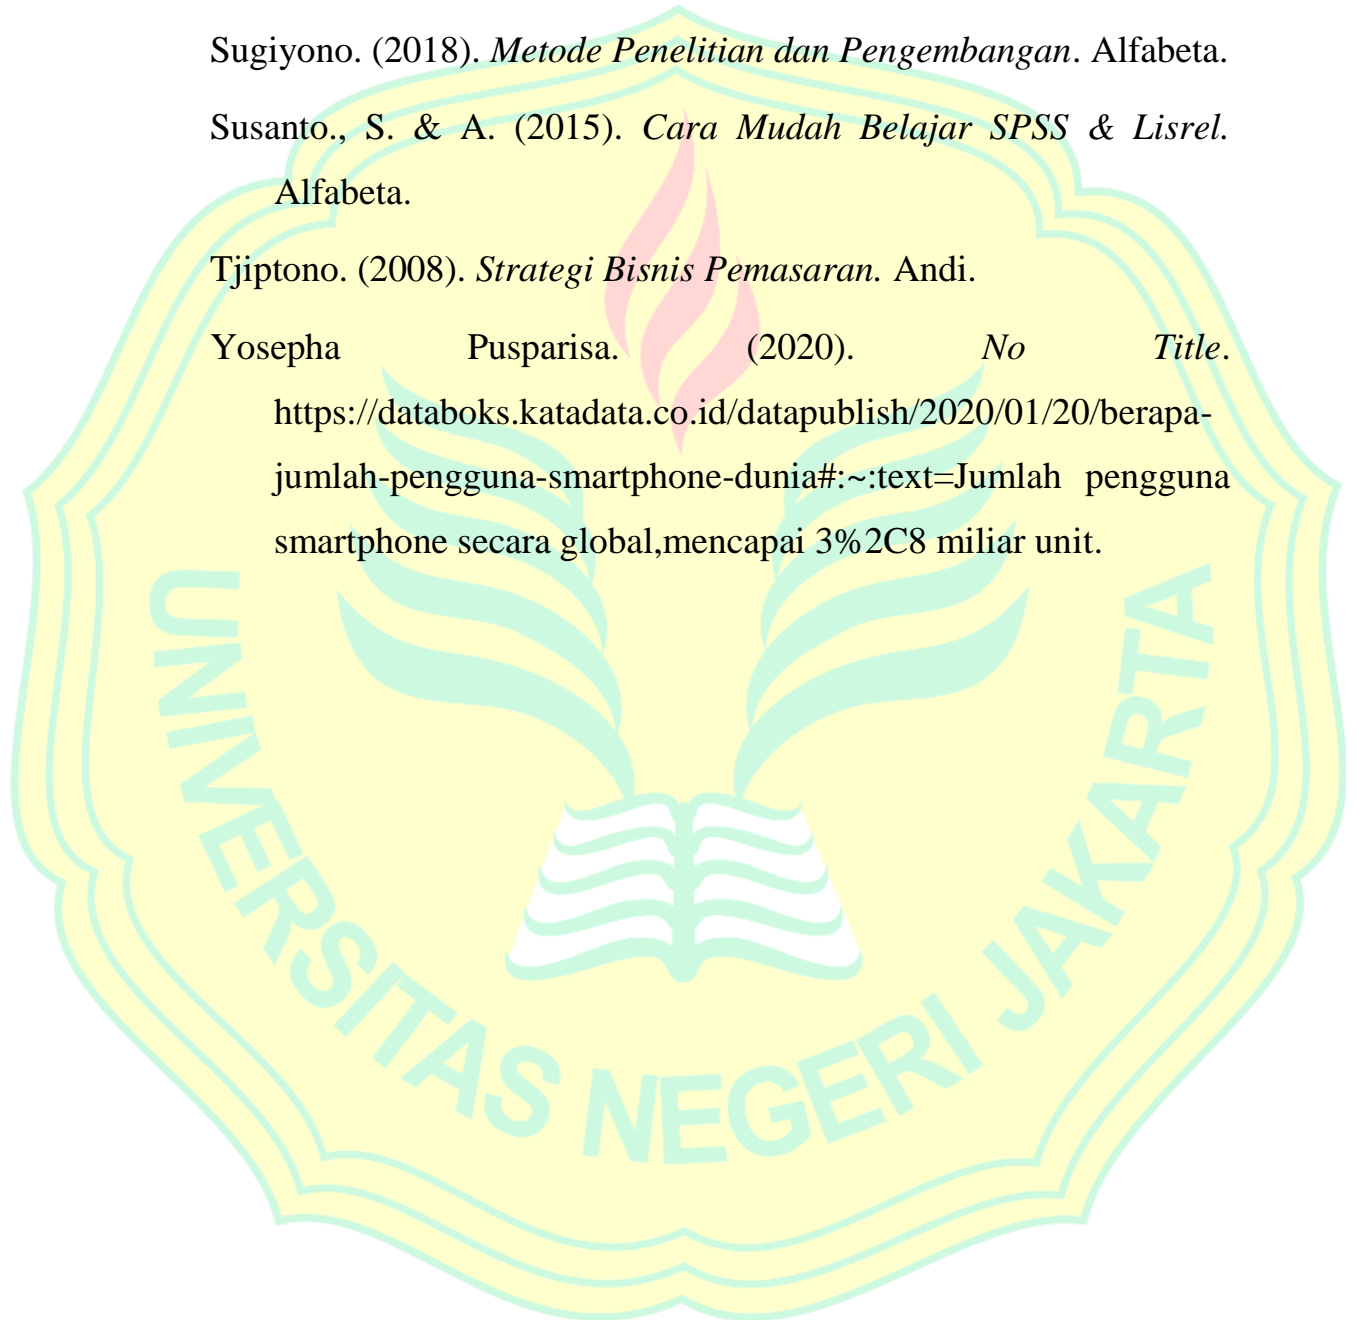 Sugiyono. (2018). Metode Penelitian dan Pengembangan. Alfabeta.
Susanto., S. & A. (2015). Cara Mudah Belajar SPSS & Lisrel.
Alfabeta.
Tjiptono. (2008). Strategi Bisnis Pemasaran. Andi.
Yosepha Pusparisa. (2020). No Title.
https://databoks.katadata.co.id/datapublish/2020/01/20/berapa-
jumlah-pengguna-smartphone-dunia#:~:text=Jumlah pengguna
smartphone secara global,mencapai 3%2C8 miliar unit.
UNIVERSITAS NEGERI JAKARTA